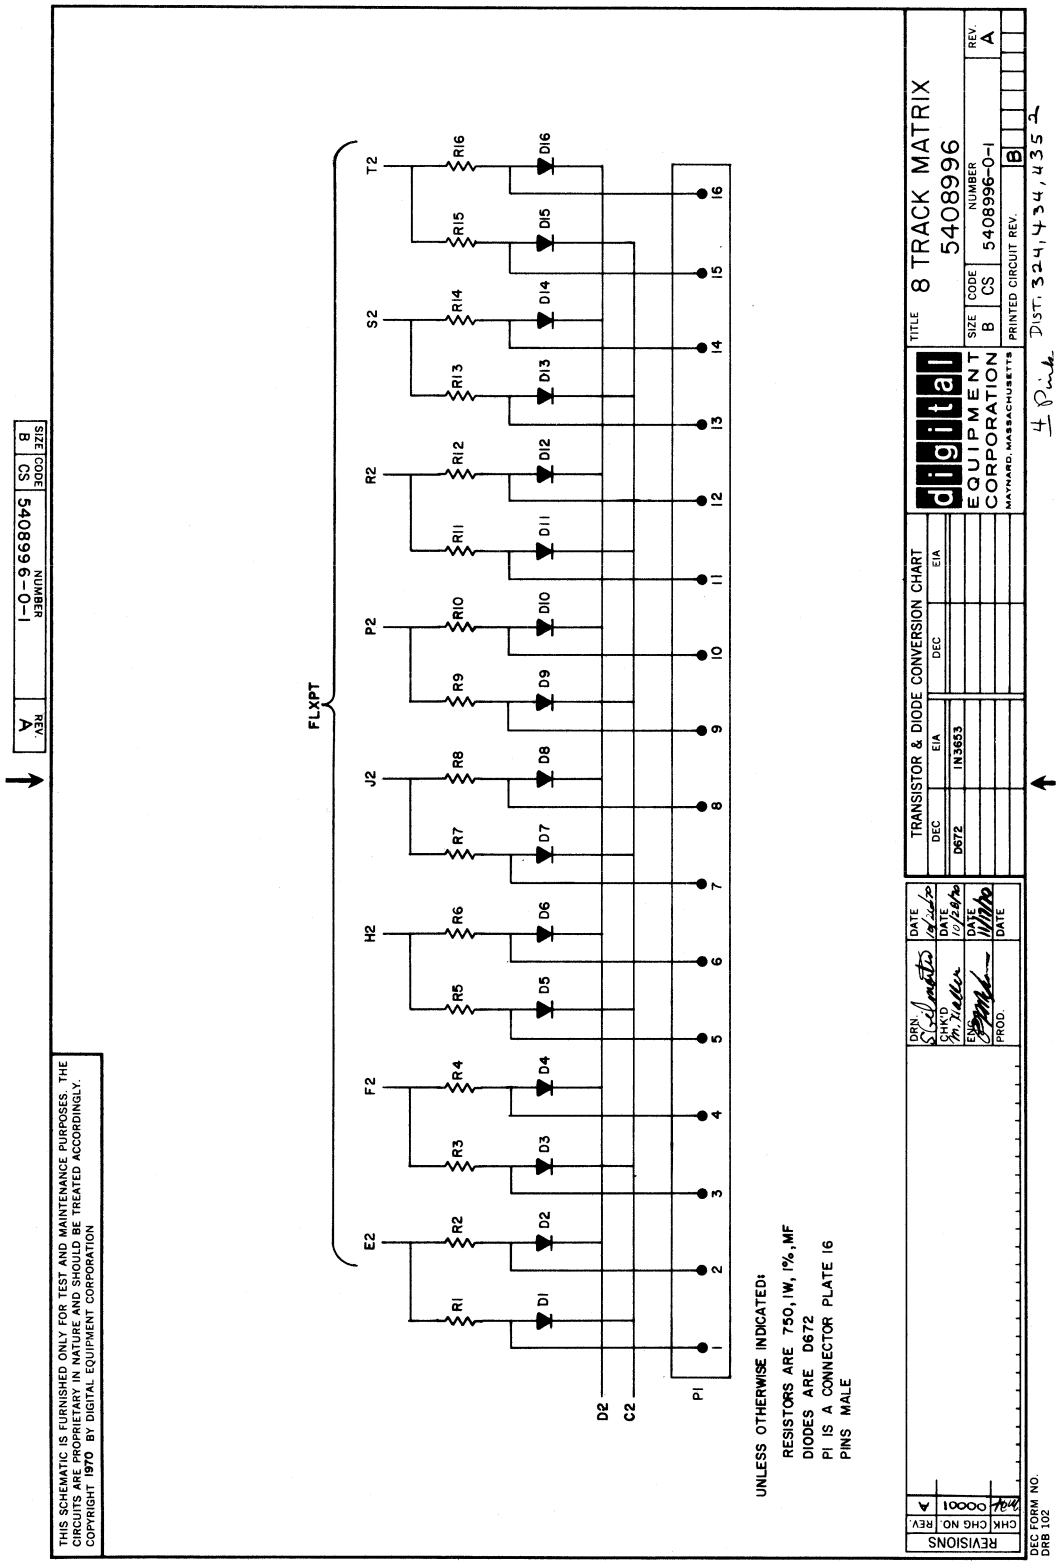 THIS SCHEMATIC IS FURNISHED ONLY FOR TEST AND MAINTENANCE PURPOSES. THE
CIRCUITS ARE PROPRIETARY IN NATURE AND SHOULD BE TREATED ACCORDINGLY.
COPYRIGHT 1970 BY DIGITAL EQUIPMENT CORPORATION
SIZE CODE NUMBER REV.
B CS 5408996-0-1 A
FLXPT
E2 F2 H2 J2 P2 R2 S2 T2
R1 R2 R3 R4 R5 R6 R7 R8 R9 R10 R11 R12 R13 R14 R15 R16
D1 D2 D3 D4 D5 D6 D7 D8 D9 D10 D11 D12 D13 D14 D15 D16
D2
C2
P1
1 2 3 4 5 6 7 8 9 10 11 12 13 14 15 16
UNLESS OTHERWISE INDICATED:
RESISTORS ARE 750, 1W, 1%, MF
DIODES ARE D672
P1 IS A CONNECTOR PLATE 16
PINS MALE
REVISIONS
CHK CHG NO. REV.
00001 A
DEC FORM NO.
DRB 102
DRN. DATE
10/26/70
CHK'D DATE
10/28/70
ENG. DATE
PROD. DATE
TRANSISTOR & DIODE CONVERSION CHART
DEC EIA DEC EIA
D672 1N3653
digital
EQUIPMENT
CORPORATION
MAYNARD, MASSACHUSETTS
TITLE
8 TRACK MATRIX
5408996
SIZE CODE NUMBER REV.
B CS 5408996-0-1 A
PRINTED CIRCUIT REV. B
4 Pink DIST. 324, 434, 435 2